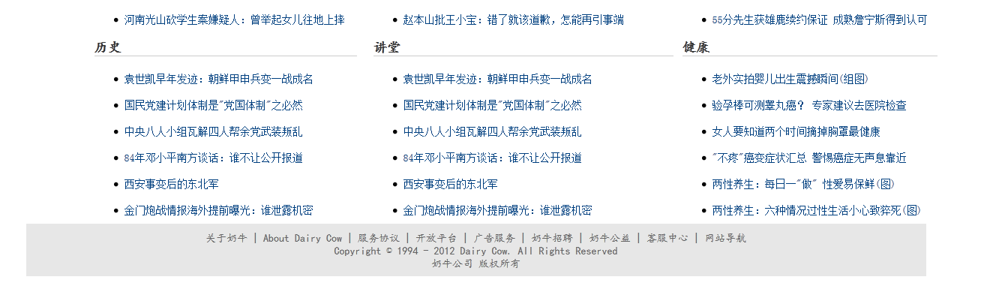 河南光山砍学生案嫌疑人：曾举起女儿往地上摔
赵本山批王小宝：错了就该道歉，怎能再引事端
55分先生获雄鹿续约保证 成熟詹宁斯得到认可
历史
讲堂
健康
袁世凯早年发迹：朝鲜甲申兵变一战成名
袁世凯早年发迹：朝鲜甲申兵变一战成名
老外实拍婴儿出生震撼瞬间(组图)
国民党建计划体制是"党国体制"之必然
国民党建计划体制是"党国体制"之必然
验孕棒可测睾丸癌？ 专家建议去医院检查
中央八人小组瓦解四人帮余党武装叛乱
中央八人小组瓦解四人帮余党武装叛乱
女人要知道两个时间摘掉胸罩最健康
84年邓小平南方谈话：谁不让公开报道
84年邓小平南方谈话：谁不让公开报道
"不疼"癌变症状汇总 警惕癌症无声息靠近
西安事变后的东北军
西安事变后的东北军
两性养生：每日一"做" 性爱易保鲜(图)
金门炮战情报海外提前曝光：谁泄露机密
金门炮战情报海外提前曝光：谁泄露机密
两性养生：六种情况过性生活小心致猝死(图)
关于奶牛 | About Dairy Cow | 服务协议 | 开放平台 | 广告服务 | 奶牛招聘 | 奶牛公益 | 客服中心 | 网站导航
Copyright © 1994 - 2012 Dairy Cow. All Rights Reserved
奶牛公司 版权所有